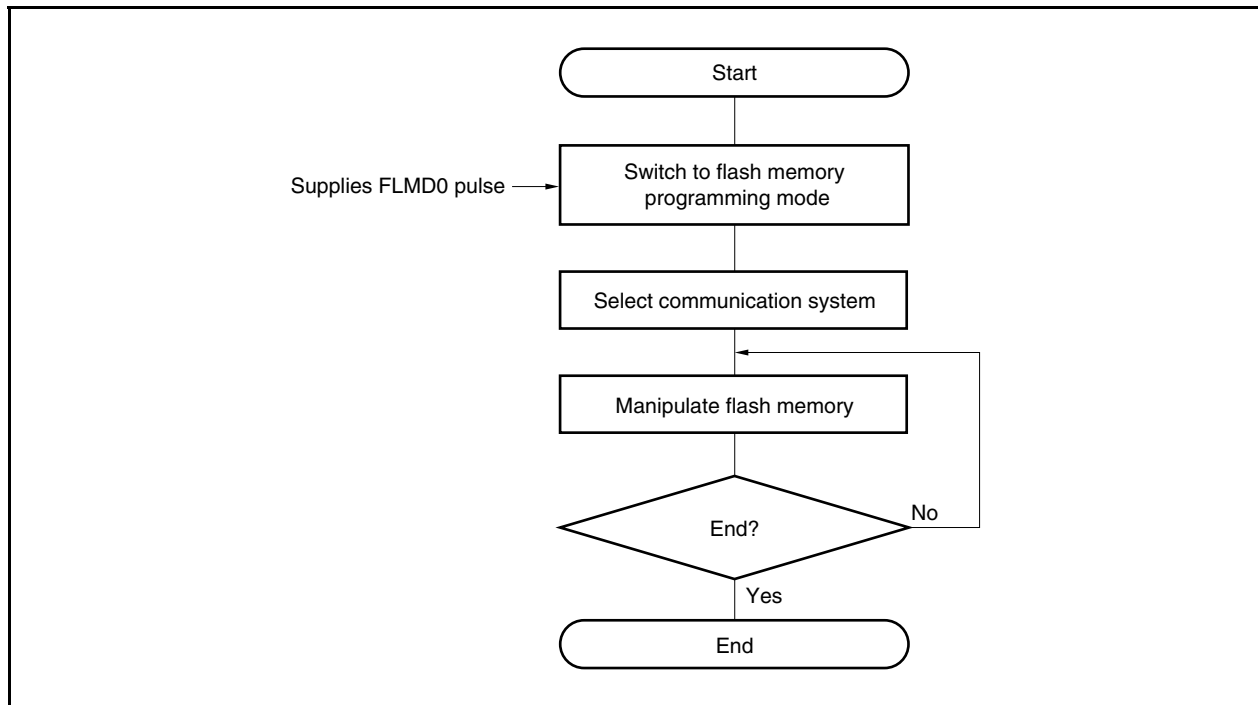 Start
Supplies FLMD0 pulse
Switch to flash memory
programming mode
Select communication system
Manipulate flash memory
End?
No
Yes
End